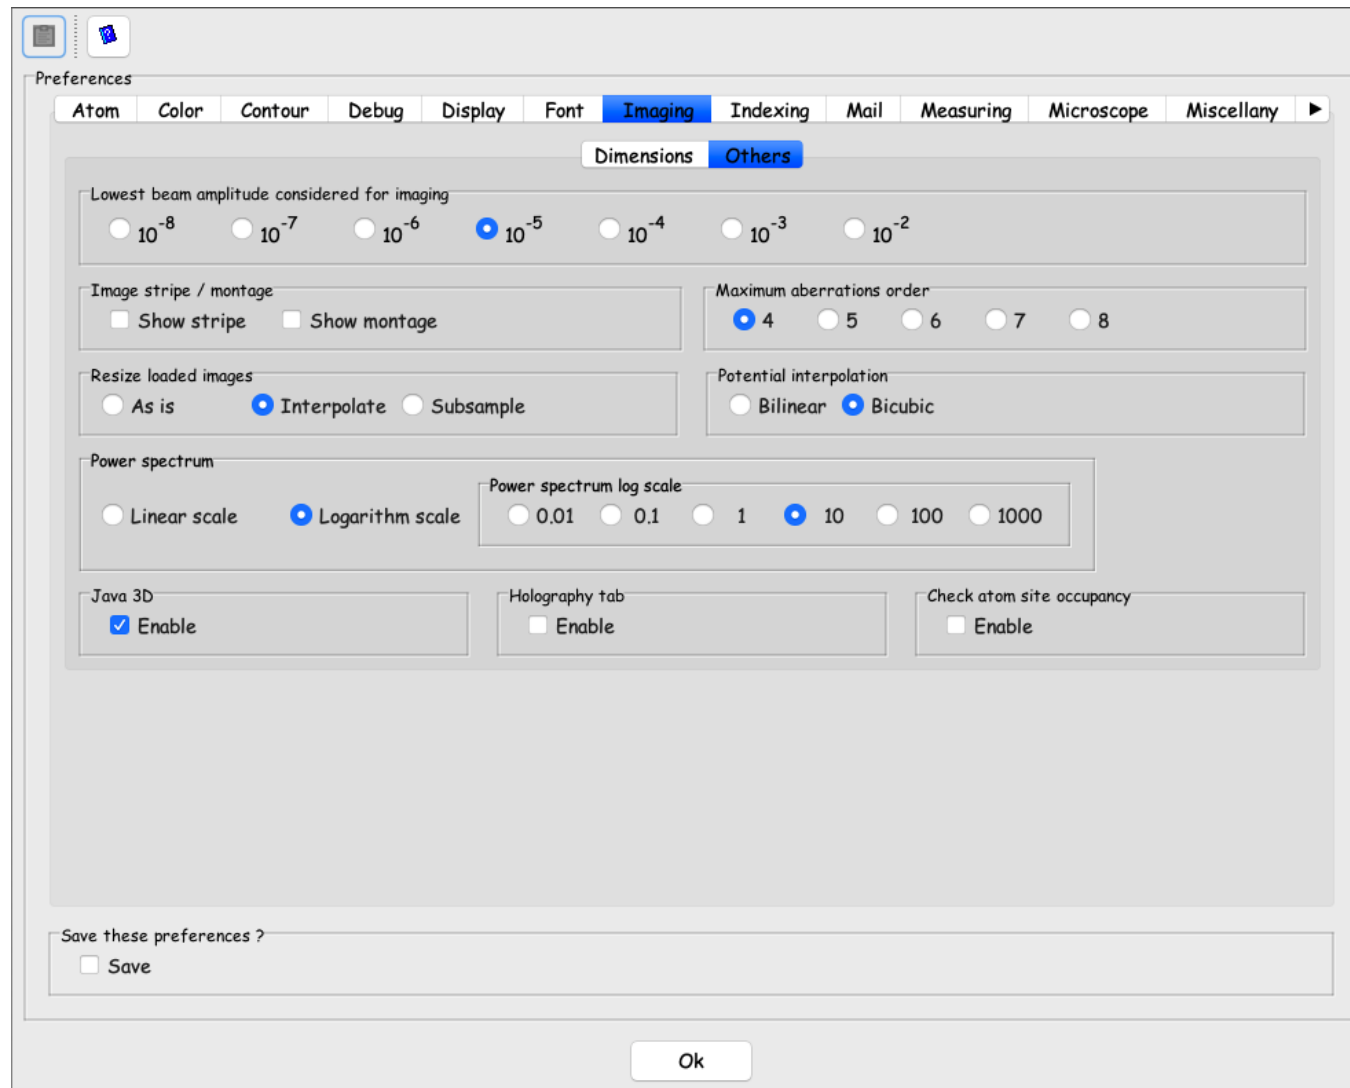 Preferences
Atom Color Contour Debug Display Font Imaging Indexing Mail Measuring Microscope Miscellany
Dimensions Others
Lowest beam amplitude considered for imaging
10^-8 10^-7 10^-6 10^-5 10^-4 10^-3 10^-2
Image stripe / montage Maximum aberrations order
Show stripe Show montage 4 5 6 7 8
Resize loaded images Potential interpolation
As is Interpolate Subsample Bilinear Bicubic
Power spectrum
Power spectrum log scale
Linear scale Logarithm scale 0.01 0.1 1 10 100 1000
Java 3D Holography tab Check atom site occupancy
Enable Enable Enable
Save these preferences ?
Save
Ok